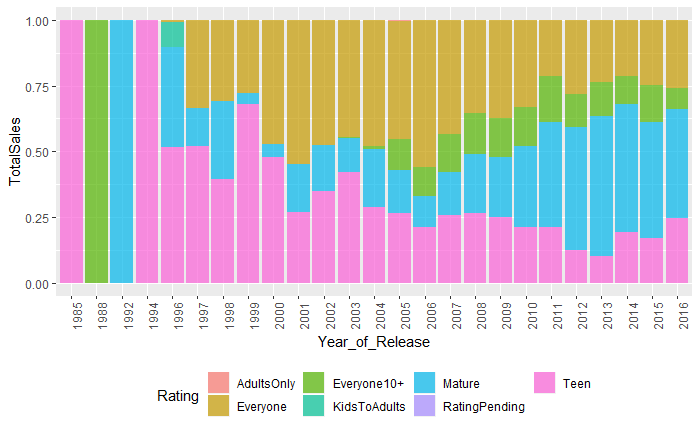 TotalSales
1.00
0.75
0.50
0.25
0.00
1985 1988 1992 1994 1996 1997 1998 1999 2000 2001 2002 2003 2004 2005 2006 2007 2008 2009 2010 2011 2012 2013 2014 2015 2016
Year_of_Release
Rating
AdultsOnly Everyone10+ Mature Teen
Everyone KidsToAdults RatingPending